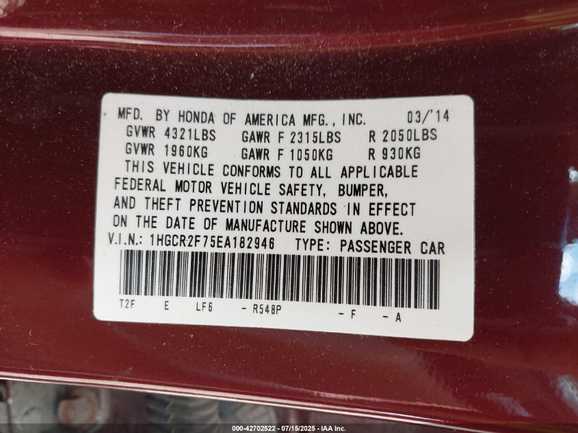 MFD. BY HONDA OF AMERICA MFG., INC. 03/'14
GVWR 4321LBS GAWR F 2315LBS R 2050LBS
GVWR 1960KG GAWR F 1050KG R 930KG
THIS VEHICLE CONFORMS TO ALL APPLICABLE
FEDERAL MOTOR VEHICLE SAFETY, BUMPER,
AND THEFT PREVENTION STANDARDS IN EFFECT
ON THE DATE OF MANUFACTURE SHOWN ABOVE.
V.I.N.: 1HGCR2F75EA182946 TYPE: PASSENGER CAR
T2F E LF6 - R548P - F - A
000-42702522 - 07/15/2025 - IAA Inc.